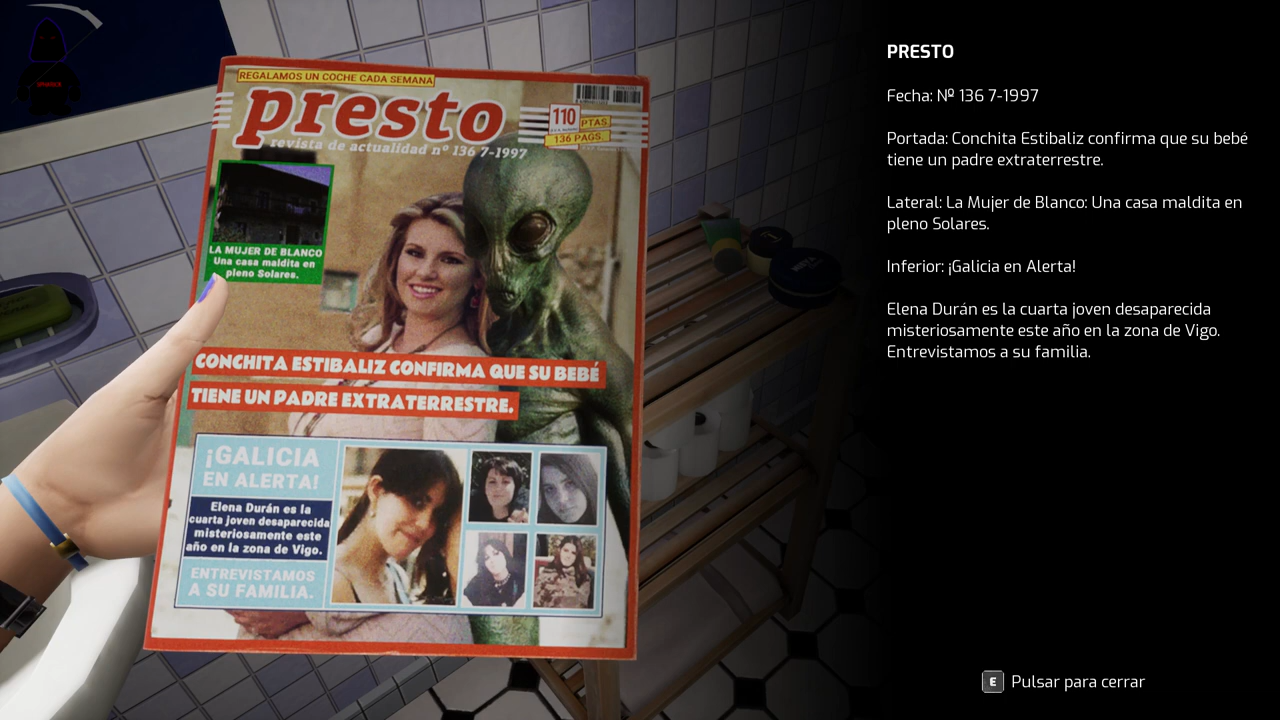 REGALAMOS UN COCHE CADA SEMANA
presto
revista de actualidad nº 136 7-1997
110
PTAS
136 PAGS.
LA MUJER DE BLANCO
Una casa maldita en
pleno Solares.
CONCHITA ESTIBALIZ CONFIRMA QUE SU BEBÉ
TIENE UN PADRE EXTRATERRESTRE.
¡GALICIA
EN ALERTA!
Elena Durán es la
cuarta joven desaparecida
misteriosamente este
año en la zona de Vigo.
ENTREVISTAMOS
A SU FAMILIA.
PRESTO
Fecha: Nº 136 7-1997
Portada: Conchita Estibaliz confirma que su bebé
tiene un padre extraterrestre.
Lateral: La Mujer de Blanco: Una casa maldita en
pleno Solares.
Inferior: ¡Galicia en Alerta!
Elena Durán es la cuarta joven desaparecida
misteriosamente este año en la zona de Vigo.
Entrevistamos a su familia.
E Pulsar para cerrar